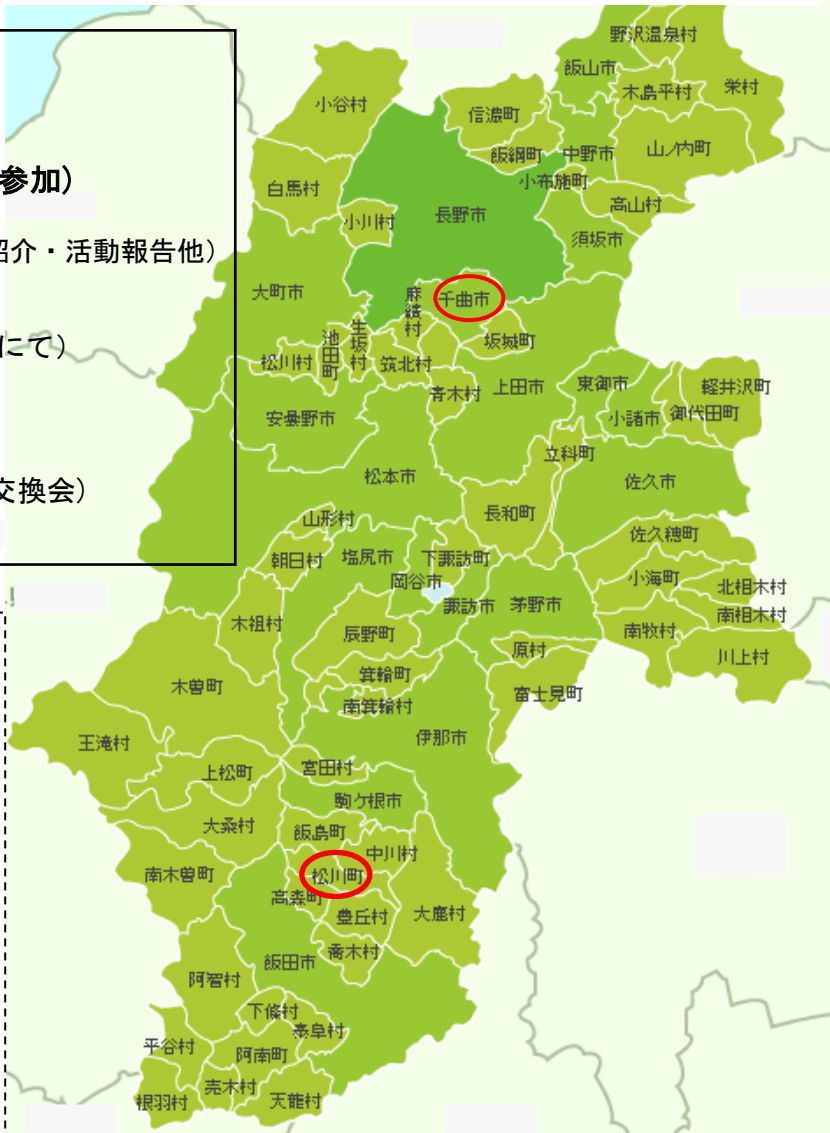 参加）
紹介・活動報告他）
にて）
交換会）
野沢温泉村
飯山市
栄村
木島平村
小谷村
信濃町
飯綱町
中野市
山ノ内町
小布施町
白馬村
高山村
小川村
長野市
須坂市
大町市
麻績村
千曲市
坂城町
生坂村
池田町
松川村
筑北村
青木村
上田市
東御市
軽井沢町
小諸市
御代田町
安曇野市
立科町
松本市
佐久市
長和町
山形村
佐久穂町
朝日村
塩尻市
下諏訪町
岡谷市
小海町
北相木村
諏訪市
茅野市
南相木村
木祖村
辰野町
南牧村
原村
川上村
箕輪町
木曽町
富士見町
南箕輪村
伊那市
王滝村
上松町
宮田村
駒ケ根市
大桑村
飯島町
中川村
南木曽町
松川町
高森町
豊丘村
大鹿村
喬木村
飯田市
阿智村
下條村
泰阜村
平谷村
阿南町
売木村
根羽村
天龍村